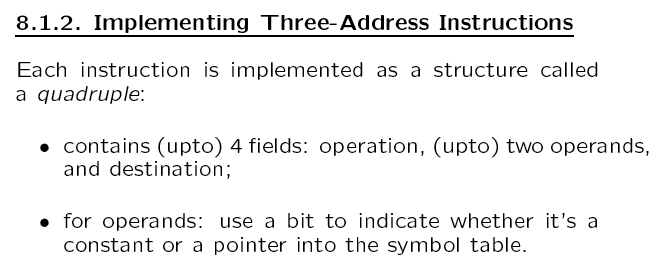 8.1.2. Implementing Three-Address Instructions
Each instruction is implemented as a structure called
a quadruple:
• contains (upto) 4 fields: operation, (upto) two operands,
and destination;
• for operands: use a bit to indicate whether it's a
constant or a pointer into the symbol table.